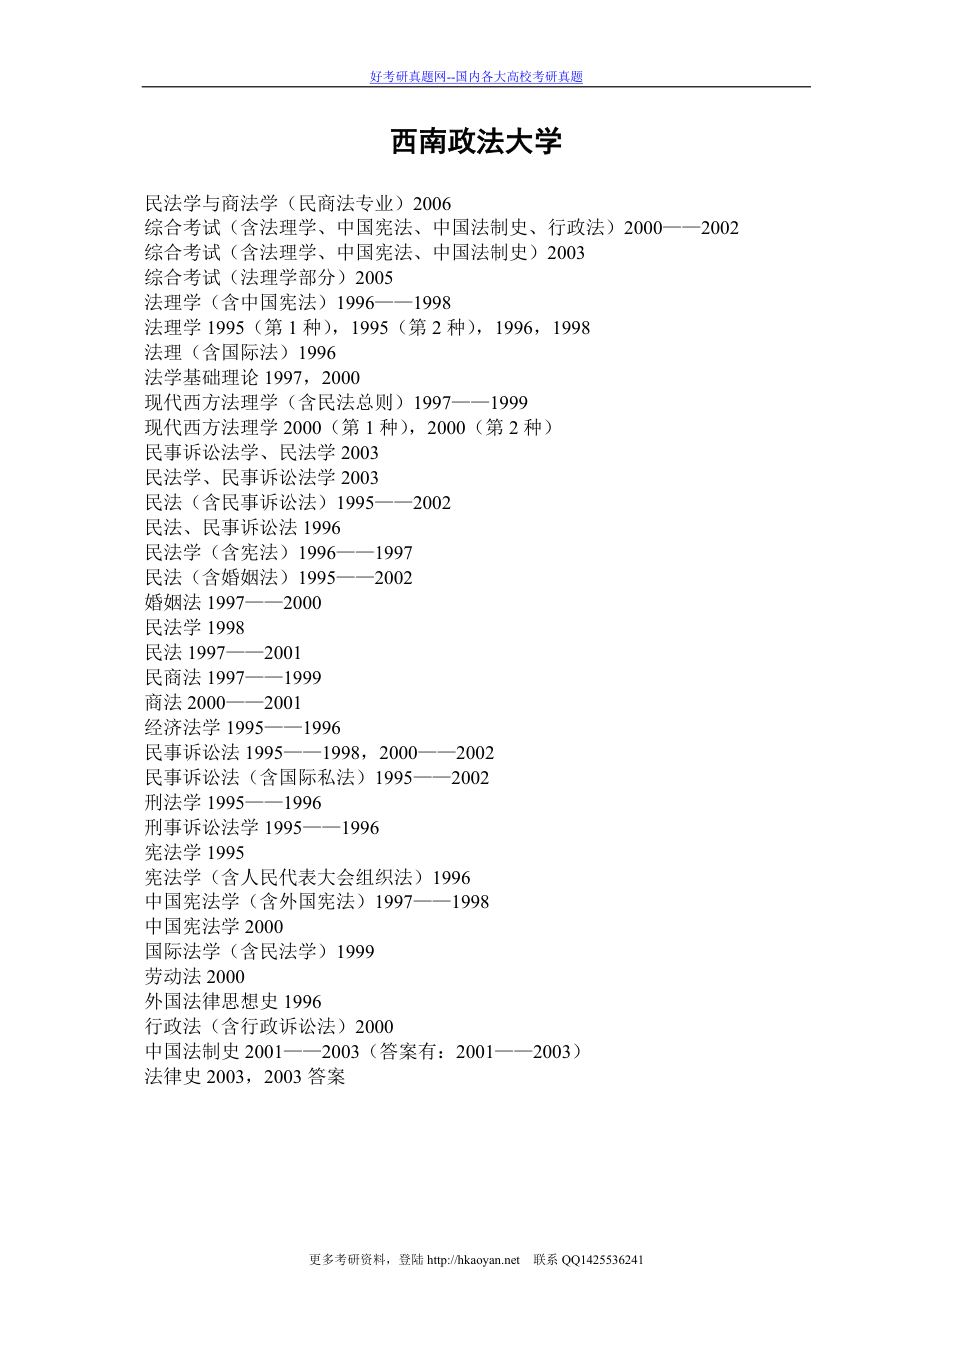 好考研真题网--国内各大高校考研真题
西南政法大学
民法学与商法学（民商法专业）2006
综合考试（含法理学、中国宪法、中国法制史、行政法）2000——2002
综合考试（含法理学、中国宪法、中国法制史）2003
综合考试（法理学部分）2005
法理学（含中国宪法）1996——1998
法理学 1995（第 1 种），1995（第 2 种），1996，1998
法理（含国际法）1996
法学基础理论 1997，2000
现代西方法理学（含民法总则）1997——1999
现代西方法理学 2000（第 1 种），2000（第 2 种）
民事诉讼法学、民法学 2003
民法学、民事诉讼法学 2003
民法（含民事诉讼法）1995——2002
民法、民事诉讼法 1996
民法学（含宪法）1996——1997
民法（含婚姻法）1995——2002
婚姻法 1997——2000
民法学 1998
民法 1997——2001
民商法 1997——1999
商法 2000——2001
经济法学 1995——1996
民事诉讼法 1995——1998，2000——2002
民事诉讼法（含国际私法）1995——2002
刑法学 1995——1996
刑事诉讼法学 1995——1996
宪法学 1995
宪法学（含人民代表大会组织法）1996
中国宪法学（含外国宪法）1997——1998
中国宪法学 2000
国际法学（含民法学）1999
劳动法 2000
外国法律思想史 1996
行政法（含行政诉讼法）2000
中国法制史 2001——2003（答案有：2001——2003）
法律史 2003，2003 答案
更多考研资料，登陆 http://hkaoyan.net 联系 QQ1425536241